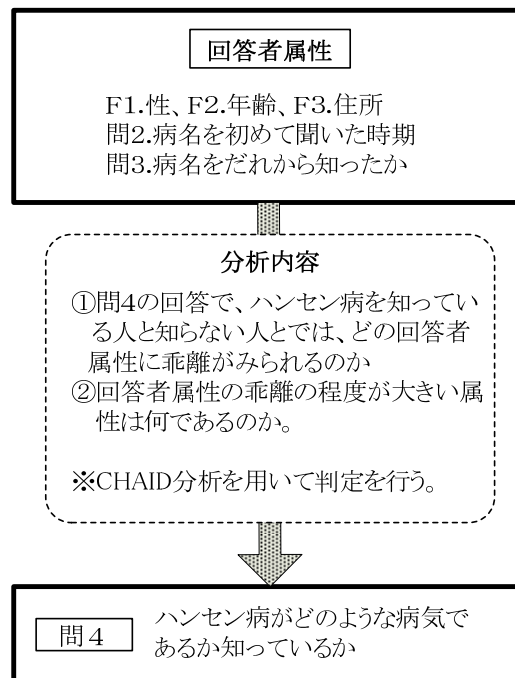 回答者属性
F1.性、F2.年齢、F3.住所
問2.病名を初めて聞いた時期
問3.病名をだれから知ったか
分析内容
①問4の回答で、ハンセン病を知ってい
る人と知らない人とでは、どの回答者
属性に乖離がみられるのか
②回答者属性の乖離の程度が大きい属
性は何であるのか。
※CHAID分析を用いて判定を行う。
問4
ハンセン病がどのような病気で
あるか知っているか